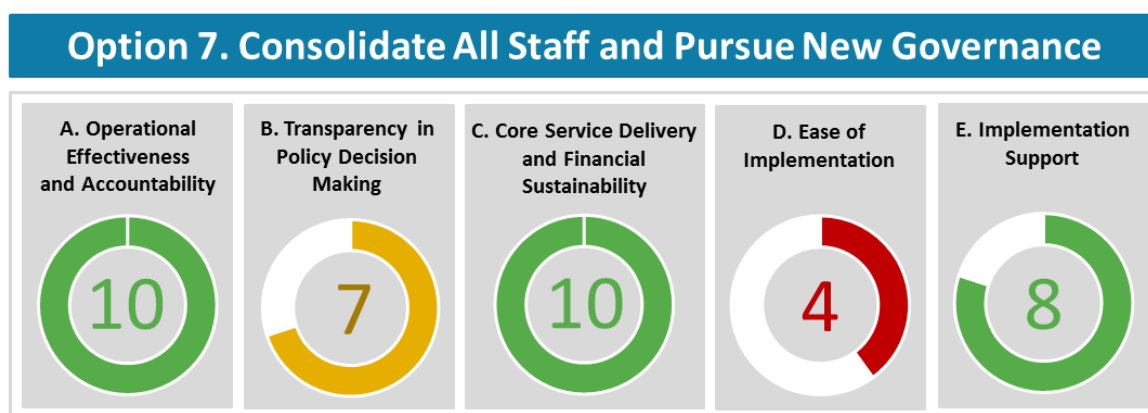 Option 7. Consolidate All Staff and Pursue New Governance
A. Operational
Effectiveness
and Accountability
10
B. Transparency in
Policy Decision
Making
7
C. Core Service Delivery
and Financial
Sustainability
10
D. Ease of
Implementation
4
E. Implementation
Support
8